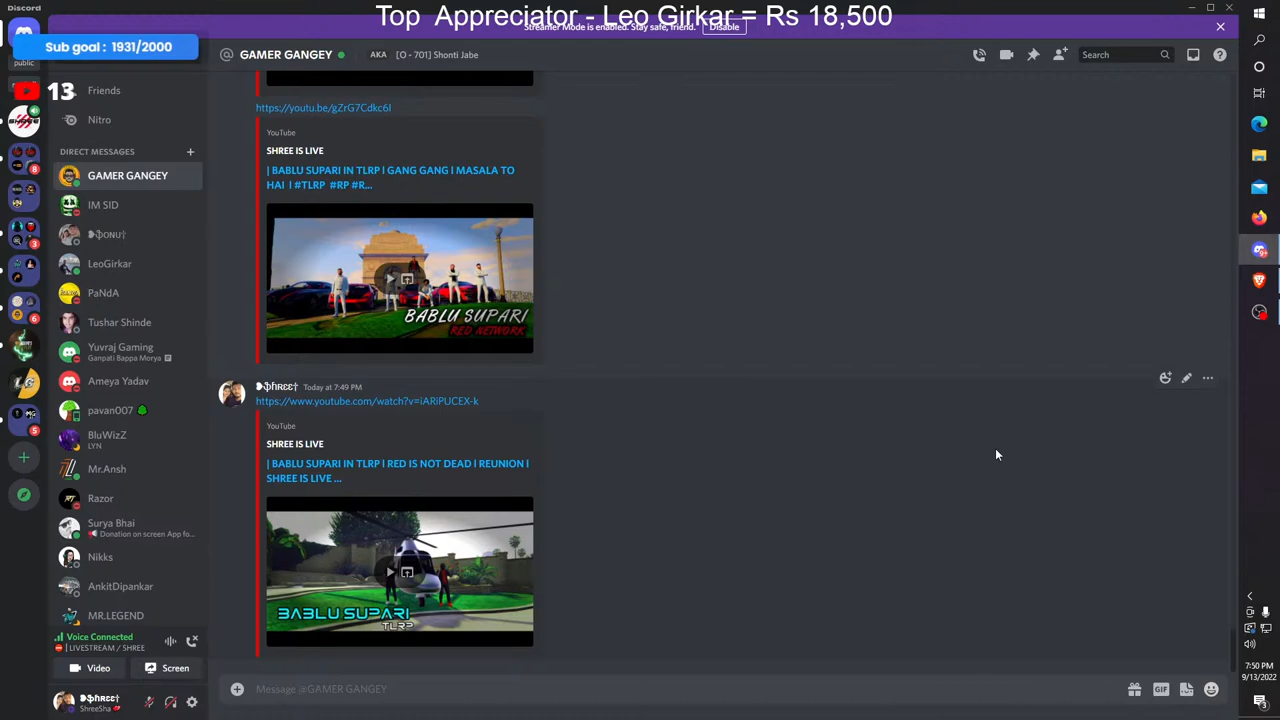 Discord
Top Appreciator - Leo Girkar = Rs 18,500
Streamer Mode is enabled. Stay safe, friend. Disable
Sub goal : 1931/2000
public
13
@ GAMER GANGEY
AKA [O - 701] Shonti Jabe
Search
Friends
Nitro
DIRECT MESSAGES
GAMER GANGEY
IM SID
LeoGirkar
PaNdA
Tushar Shinde
Yuvraj Gaming
Ganpati Bappa Morya
Ameya Yadav
pavan007
BluWizZ
LYN
Mr.Ansh
Razor
Surya Bhai
Donation on screen App fo...
Nikks
AnkitDipankar
MR.LEGEND
Voice Connected
| LIVESTREAM / SHREE
Video
Screen
ShreeSha
8
3
6
5
https://youtu.be/gZrG7Cdkc6I
YouTube
SHREE IS LIVE
| BABLU SUPARI IN TLRP | GANG GANG | MASALA TO
HAI | #TLRP #RP #R...
BABLU SUPARI
RED NETWORK
Today at 7:49 PM
https://www.youtube.com/watch?v=iARiPUCEX-k
YouTube
SHREE IS LIVE
| BABLU SUPARI IN TLRP | RED IS NOT DEAD | REUNION |
SHREE IS LIVE ...
BABLU SUPARI
TLRP
Message @GAMER GANGEY
GIF
7:50 PM
9/13/2022